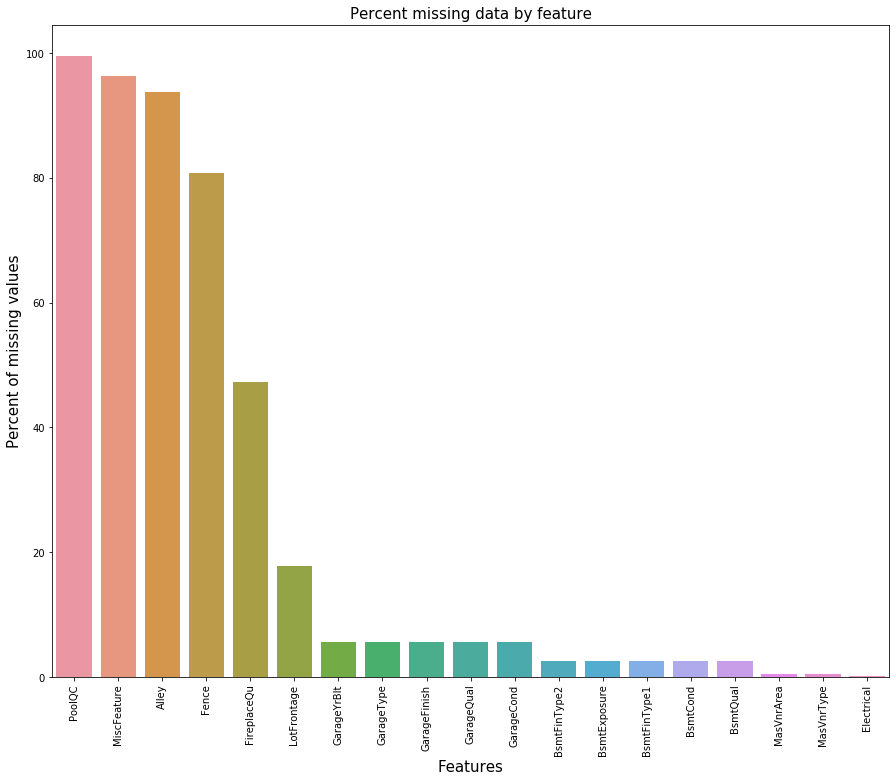 Percent missing data by feature
Percent of missing values
100
80
60
40
20
0
PoolQC
MiscFeature
Alley
Fence
FireplaceQu
LotFrontage
GarageYrBlt
GarageType
GarageFinish
GarageQual
GarageCond
BsmtFinType2
BsmtExposure
BsmtFinType1
BsmtCond
BsmtQual
MasVnrArea
MasVnrType
Electrical
Features